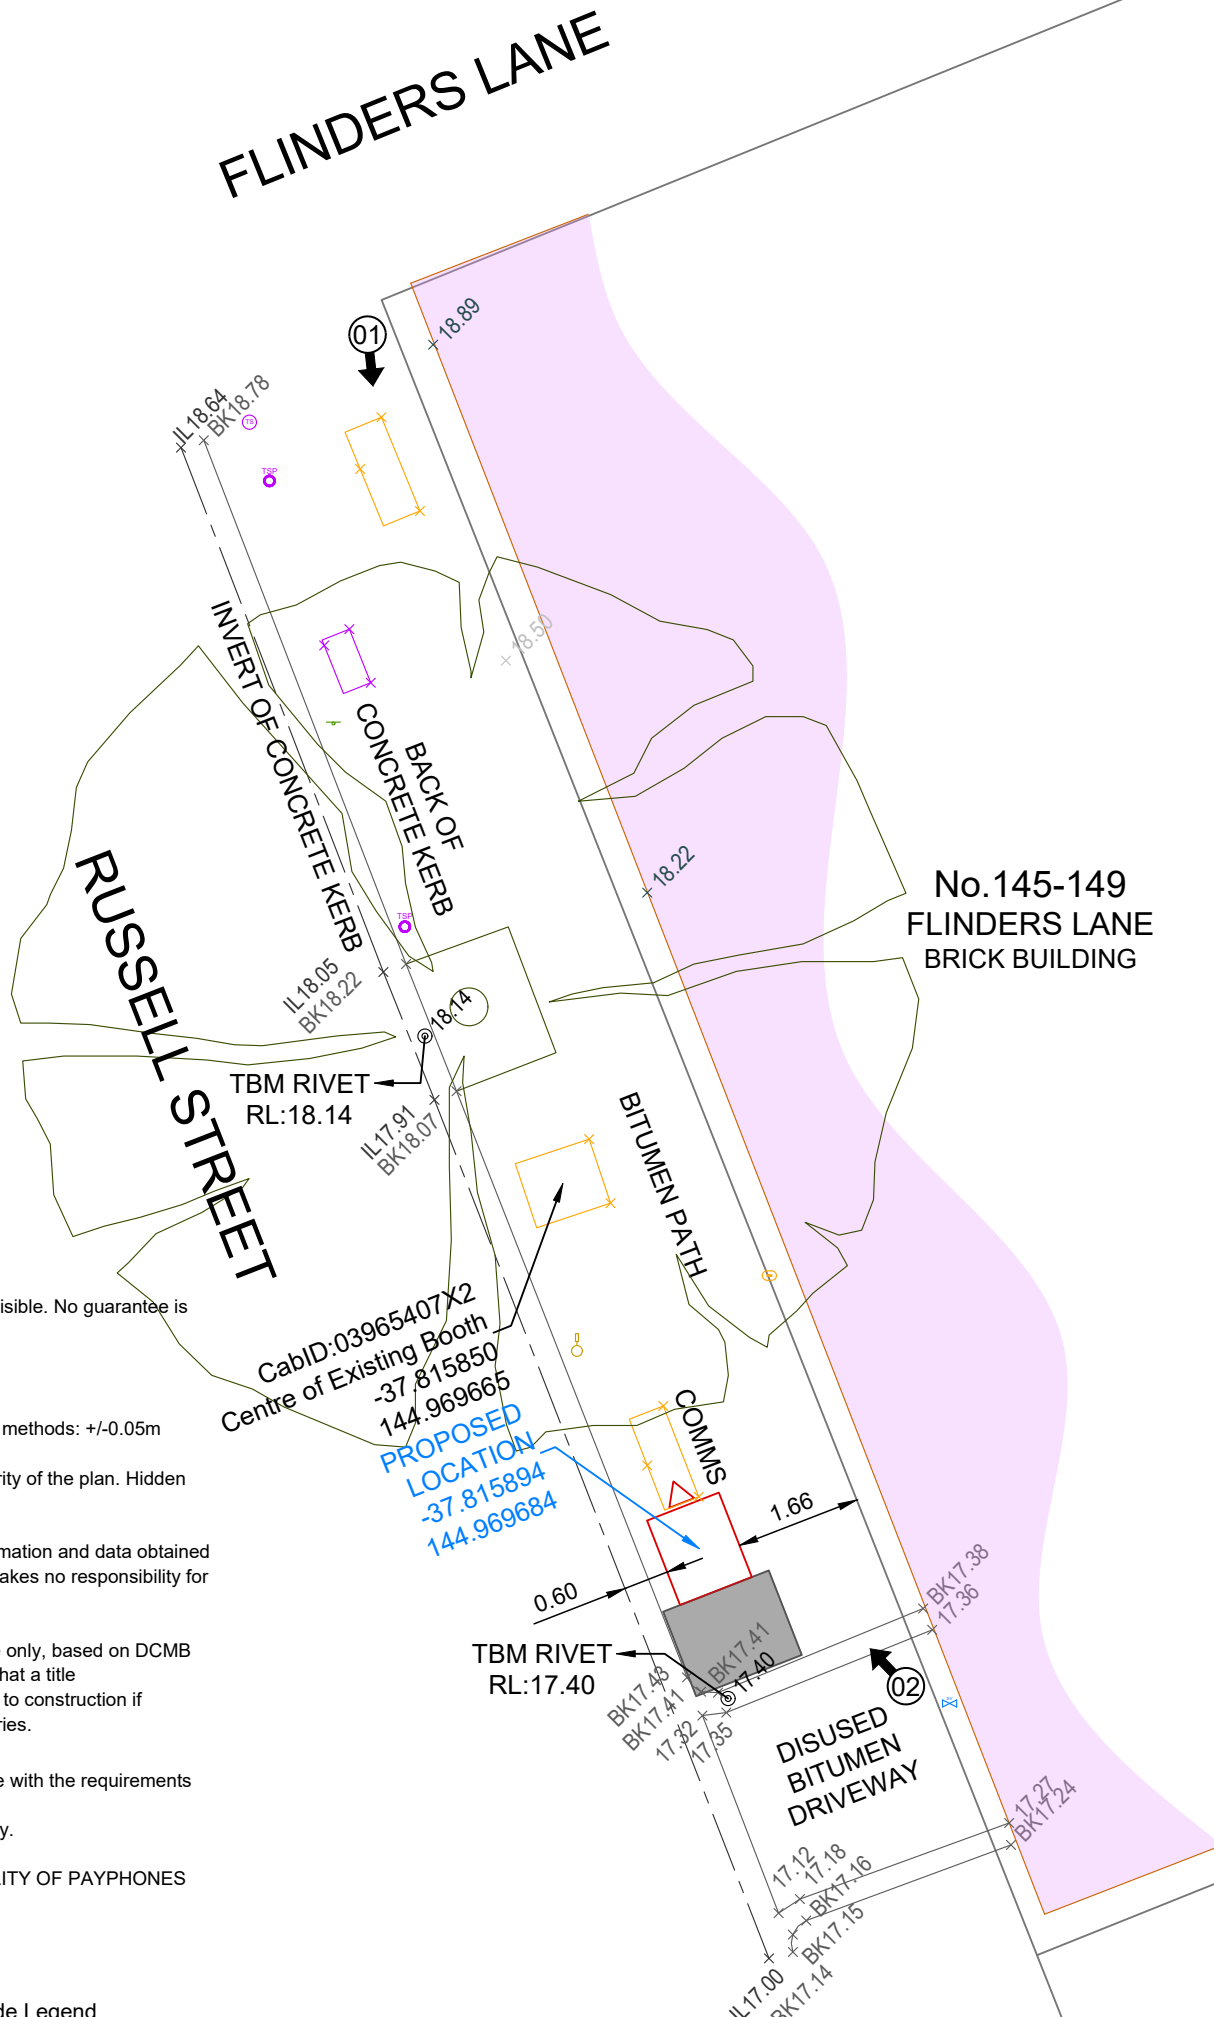 FLINDERS LANE
01
18.89
IL18.64
BK18.78
TS
TSP
18.50
INVERT OF CONCRETE KERB
BACK OF
CONCRETE KERB
18.22
No.145-149
FLINDERS LANE
BRICK BUILDING
RUSSELL STREET
TSP
IL18.05
BK18.22
18.14
TBM RIVET
RL:18.14
IL17.91
BK18.07
BITUMEN PATH
isible. No guarantee is
CabID:03965407X2
Centre of Existing Booth
-37.815850
144.969665
PROPOSED
LOCATION
-37.815894
144.969684
COMMS
methods: +/-0.05m
rity of the plan. Hidden
1.66
mation and data obtained
akes no responsibility for
0.60
BK17.38
17.36
e only, based on DCMB
hat a title
to construction if
ries.
TBM RIVET
RL:17.40
BK17.41
17.40
BK17.43
BK17.41
17.32
17.35
02
DISUSED
BITUMEN
DRIVEWAY
e with the requirements
y.
LITY OF PAYPHONES
17.27
BK17.24
17.12
17.18
BK17.16
BK17.15
BK17.14
IL17.00
de Legend